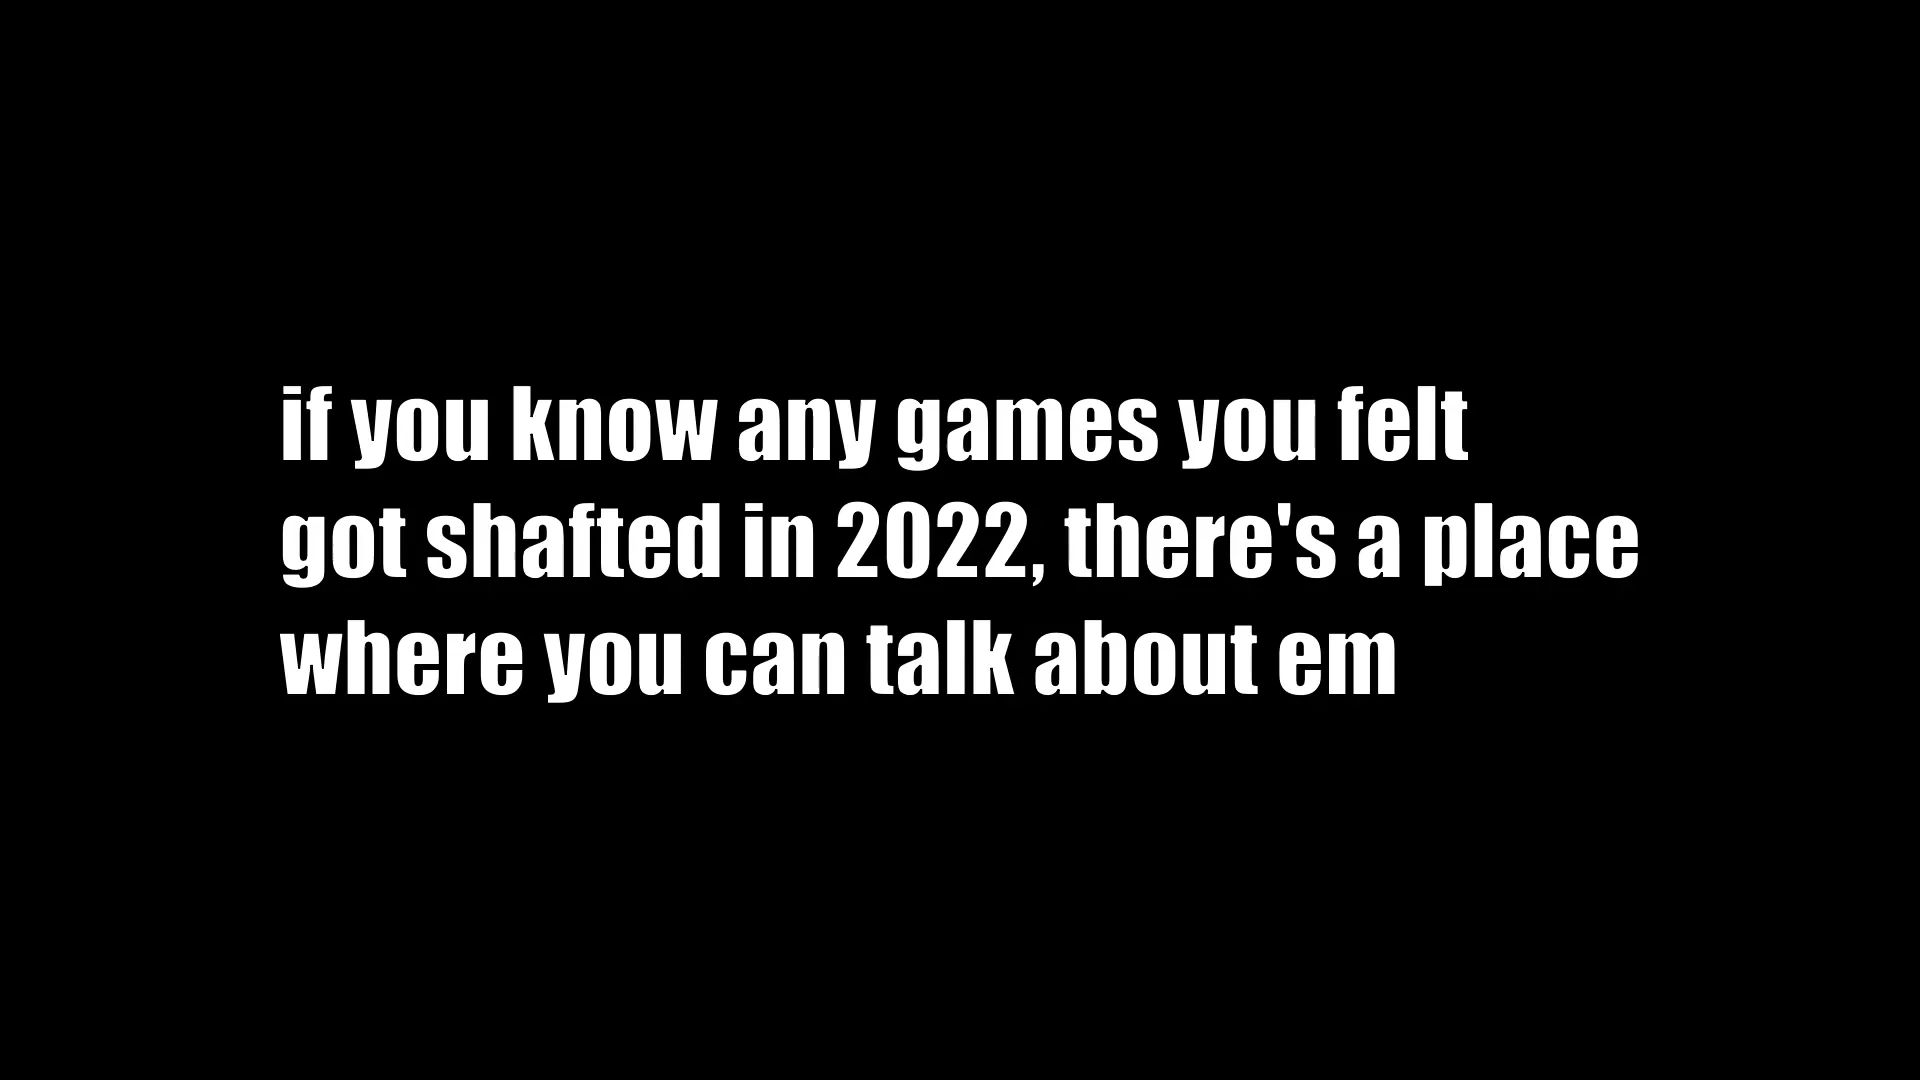 if you know any games you felt
got shafted in 2022, there's a place
where you can talk about em